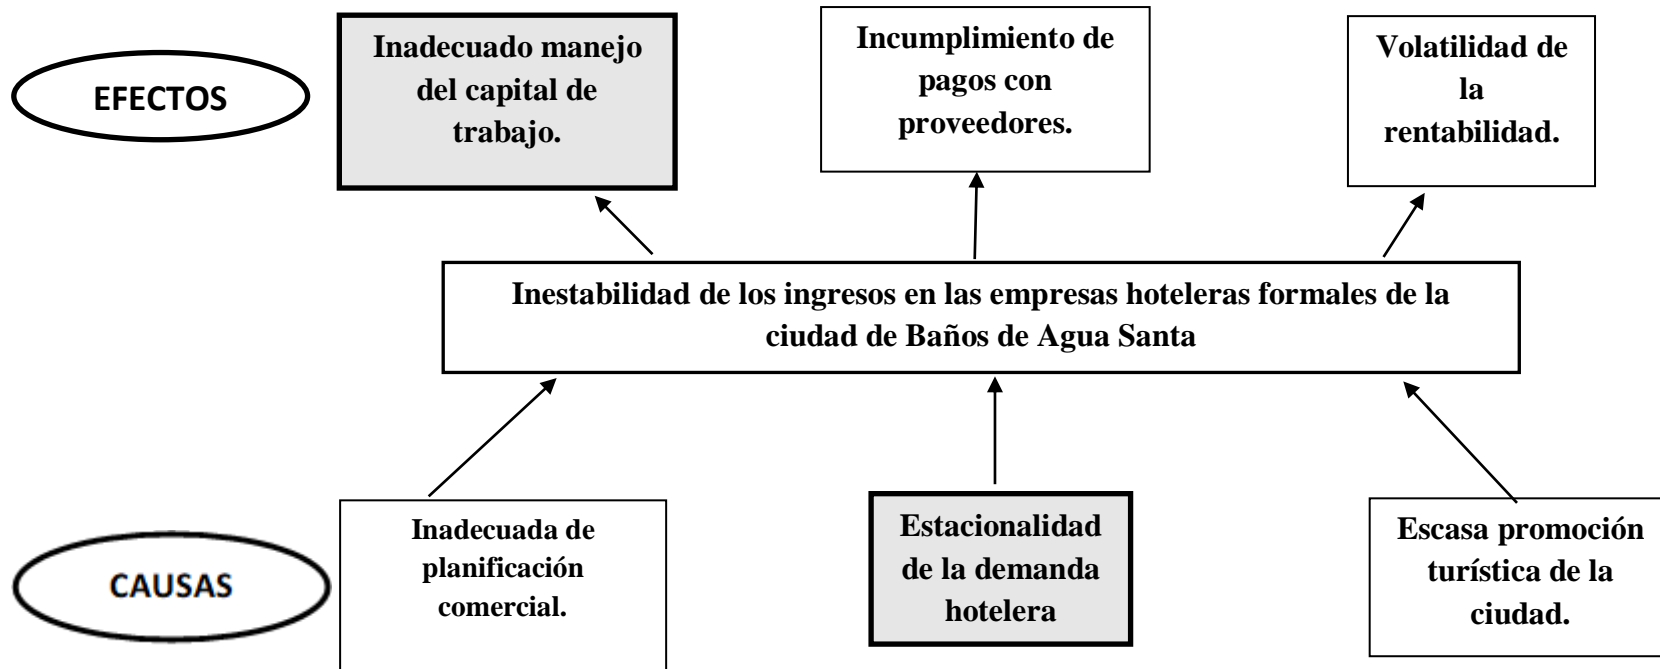 EFECTOS
Inadecuado manejo
del capital de
trabajo.
Incumplimiento de
pagos con
proveedores.
Volatilidad de
la
rentabilidad.
Inestabilidad de los ingresos en las empresas hoteleras formales de la
ciudad de Baños de Agua Santa
CAUSAS
Inadecuada de
planificación
comercial.
Estacionalidad
de la demanda
hotelera
Escasa promoción
turística de la
ciudad.